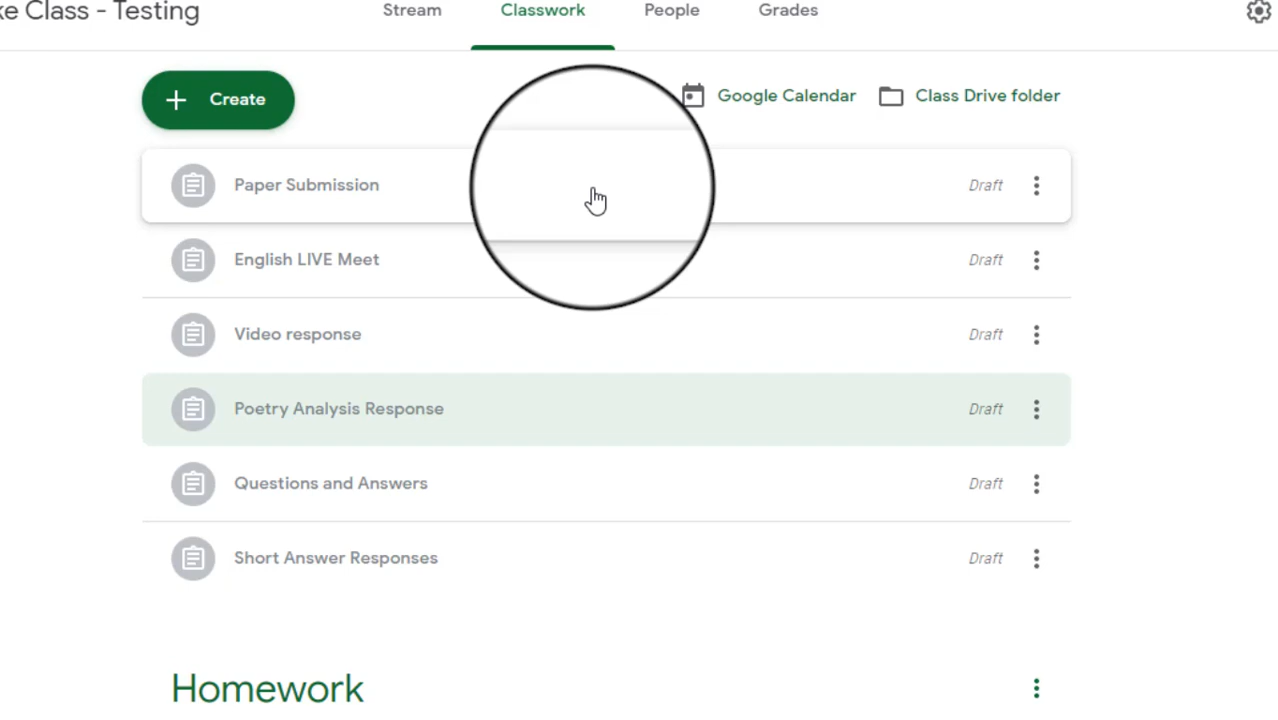 ke Class - Testing
Stream
Classwork
People
Grades
Create
Google Calendar
Class Drive folder
Paper Submission
Draft
English LIVE Meet
Draft
Video response
Draft
Poetry Analysis Response
Draft
Questions and Answers
Draft
Short Answer Responses
Draft
Homework